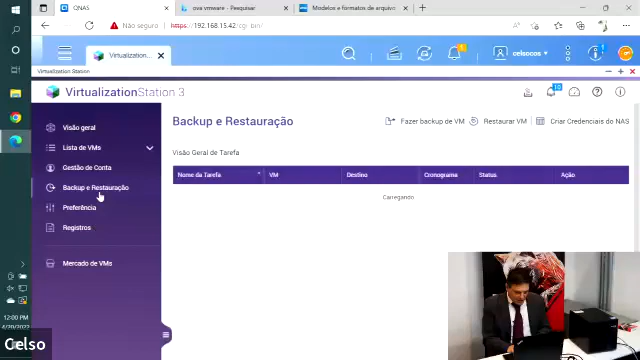 QNAS
ova vmware - Pesquisar
Modelos e formatos de arquivo
Não seguro
https://192.168.15.42/cgi-bin/
Virtualization...
celsocos
Virtualization Station
VirtualizationStation 3
10
Visão geral
Lista de VMs
Gestão de Conta
Backup e Restauração
Preferência
Registros
Mercado de VMs
Backup e Restauração
Fazer backup de VM
Restaurar VM
Criar Credenciais do NAS
Visão Geral de Tarefa
Nome da Tarefa
VM
Destino
Cronograma
Status
Ação
Carregando
12:00 PM
Celso